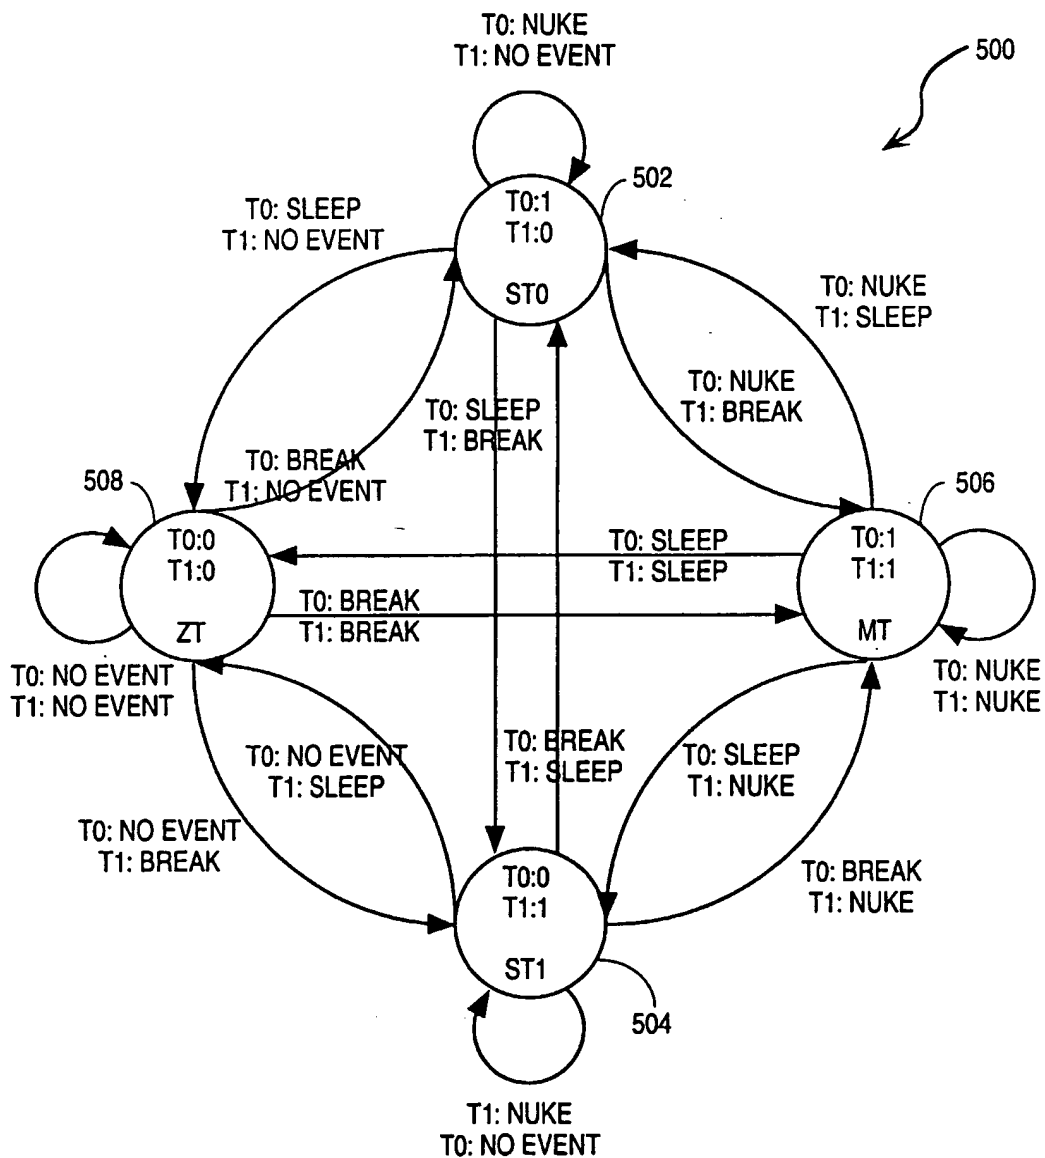 T0: NUKE
T1: NO EVENT
500
502
T0:1
T1:0
ST0
T0: SLEEP
T1: NO EVENT
T0: NUKE
T1: SLEEP
T0: NUKE
T1: BREAK
T0: SLEEP
T1: BREAK
T0: BREAK
T1: NO EVENT
508
506
T0:0
T1:0
ZT
T0: SLEEP
T1: SLEEP
T0:1
T1:1
MT
T0: BREAK
T1: BREAK
T0: NO EVENT
T1: NO EVENT
T0: NUKE
T1: NUKE
T0: NO EVENT
T1: SLEEP
T0: BREAK
T1: SLEEP
T0: SLEEP
T1: NUKE
T0: NO EVENT
T1: BREAK
T0: BREAK
T1: NUKE
T0:0
T1:1
ST1
504
T1: NUKE
T0: NO EVENT